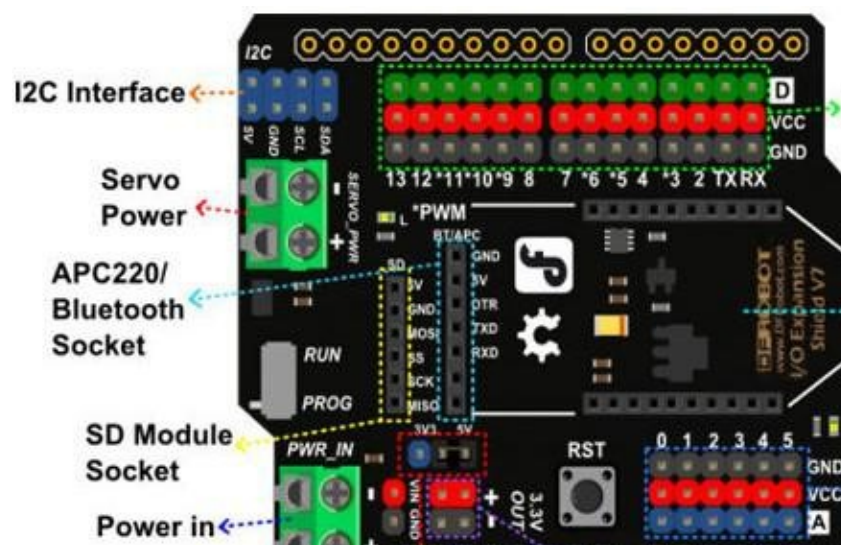 I2C
I2C Interface
5V
GND
SCL
SDA
D
VCC
GND
13 12 *11 *10 *9 8 7 *6 *5 4 *3 2 TX RX
Servo
Power
-
+
SERVO_PWR
L
*PWM
BT/APC
GND
5V
DTR
TXD
RXD
APC220/
Bluetooth
Socket
SD
5V
GND
MOSI
SS
SCK
MISO
DFROBOT
www.dfrobot.com
I/O Expansion
Shield V7
RUN
PROG
SD Module
Socket
3V3 5V
PWR_IN
RST
0 1 2 3 4 5
GND
VCC
A
Power in
-
VIN
GND
+
-
3.3V
OUT